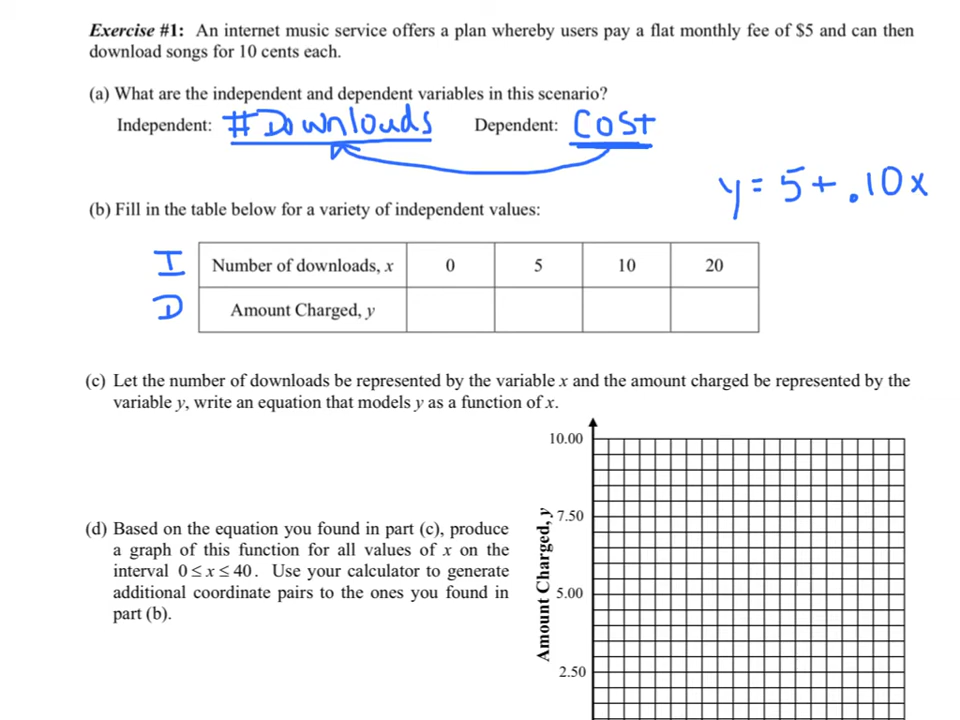 Exercise #1: An internet music service offers a plan whereby users pay a flat monthly fee of $5 and can then
download songs for 10 cents each.
(a) What are the independent and dependent variables in this scenario?
Independent: #Downlouds Dependent: Cost
y = 5 + .10x
(b) Fill in the table below for a variety of independent values:
I Number of downloads, x 0 5 10 20
D Amount Charged, y
(c) Let the number of downloads be represented by the variable x and the amount charged be represented by the
variable y, write an equation that models y as a function of x.
10.00
(d) Based on the equation you found in part (c), produce
a graph of this function for all values of x on the
interval 0 ≤ x ≤ 40. Use your calculator to generate
additional coordinate pairs to the ones you found in
part (b).
Amount Charged, y
7.50
5.00
2.50